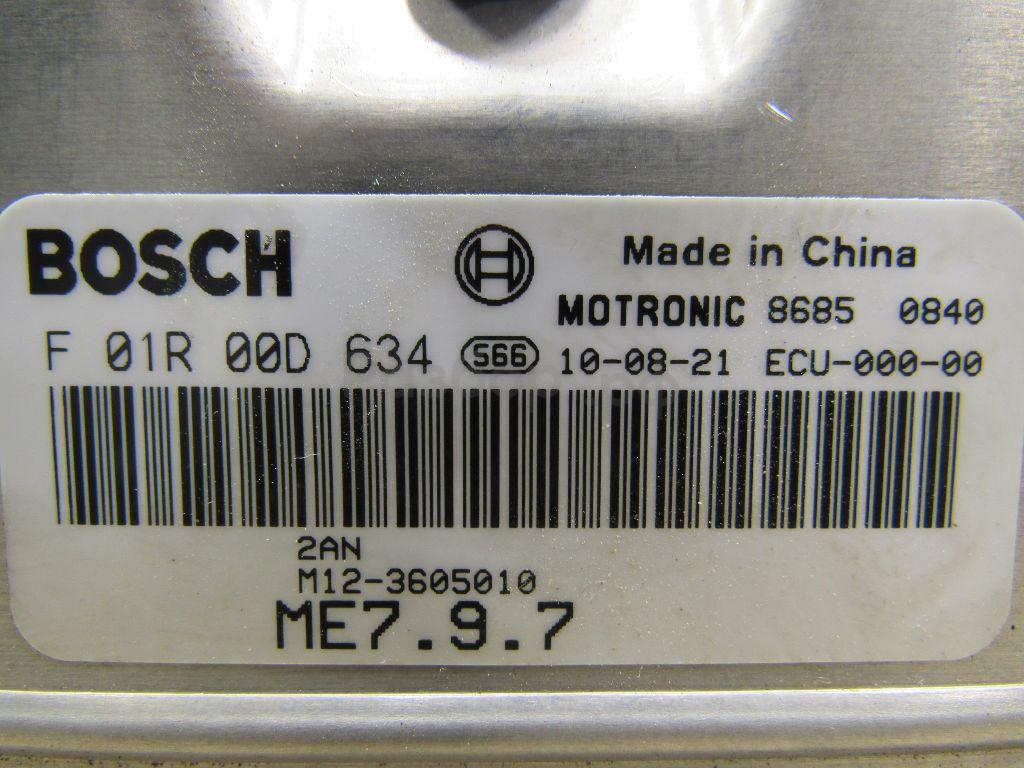 BOSCH
Made in China
MOTRONIC 8685 0840
F 01R 00D 634 S66 10-08-21 ECU-000-00
2AN
M12-3605010
ME7.9.7